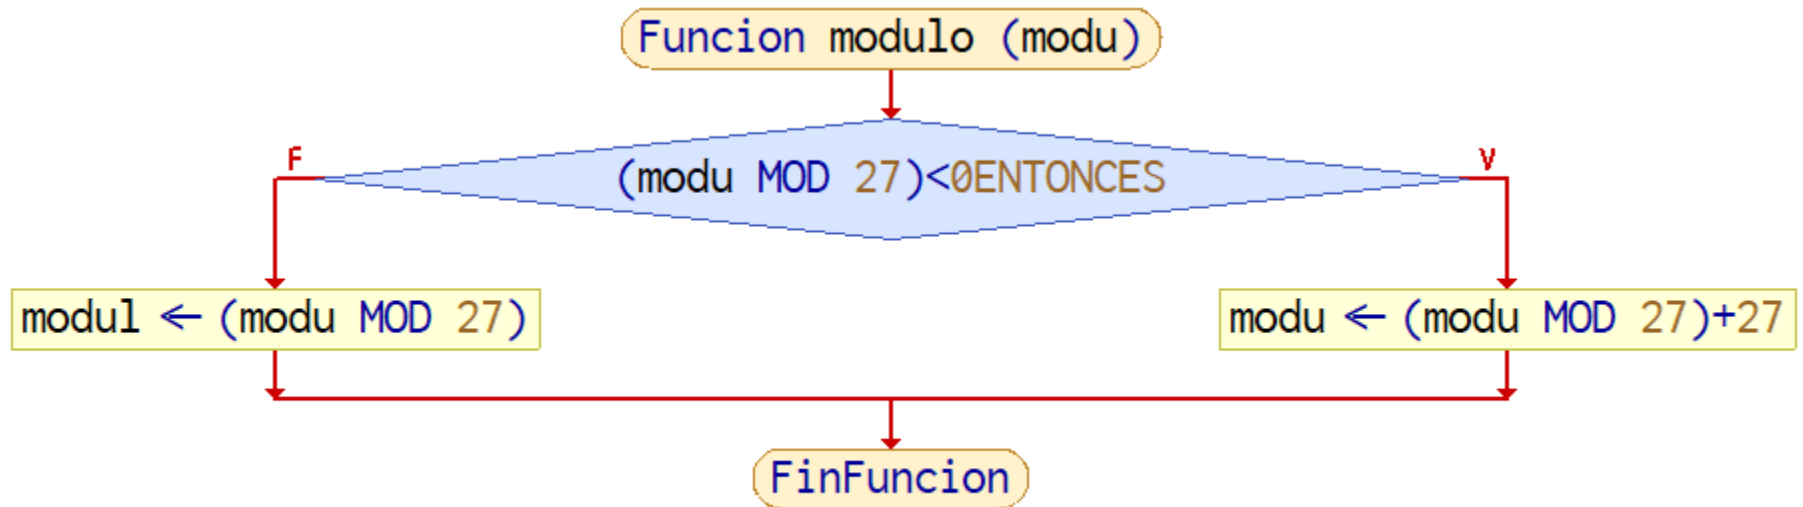 Funcion modulo (modu)
F
V
(modu MOD 27)<0ENTONCES
modul ← (modu MOD 27)
modu ← (modu MOD 27)+27
FinFuncion